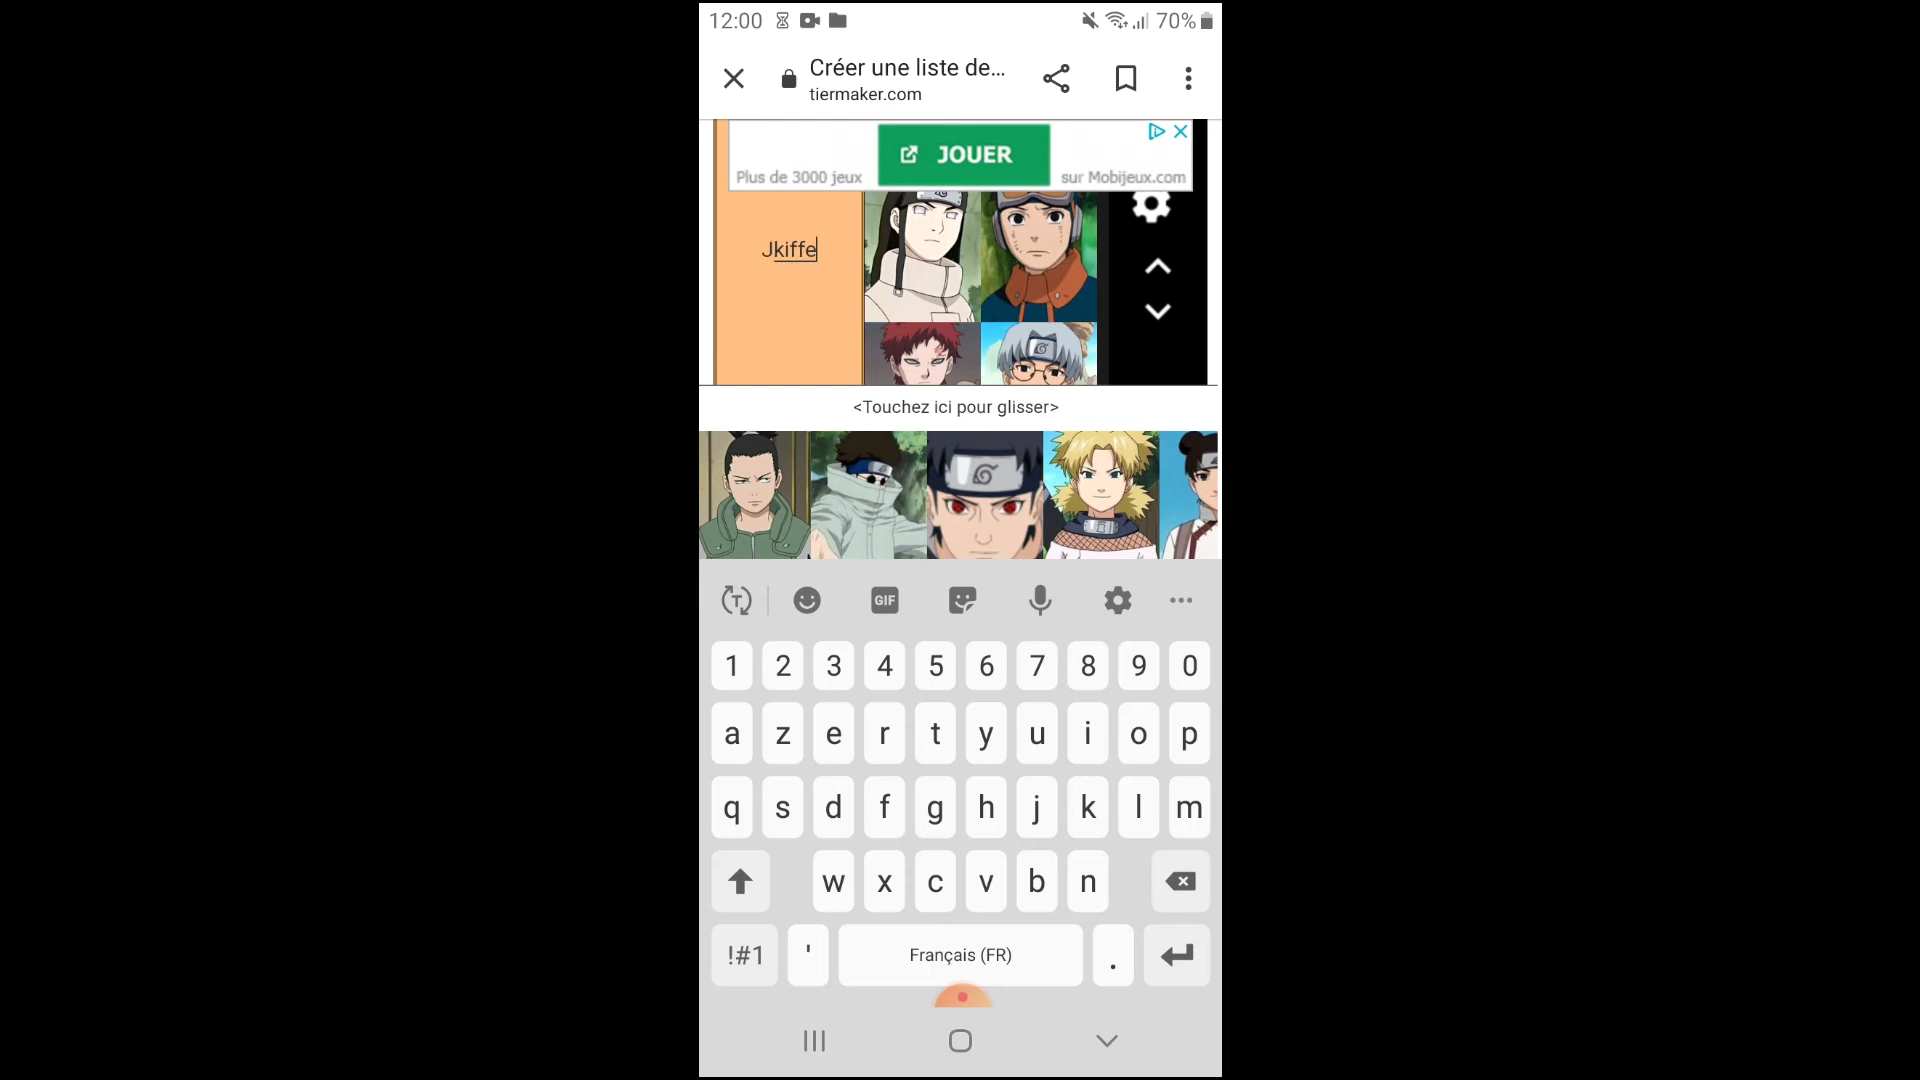 12:00 70%
Créer une liste de...
tiermaker.com
JOUER
Plus de 3000 jeux sur Mobijeux.com
Jkiffe
<Touchez ici pour glisser>
GIF
1 2 3 4 5 6 7 8 9 0
a z e r t y u i o p
q s d f g h j k l m
w x c v b n
!#1 ' Français (FR) .